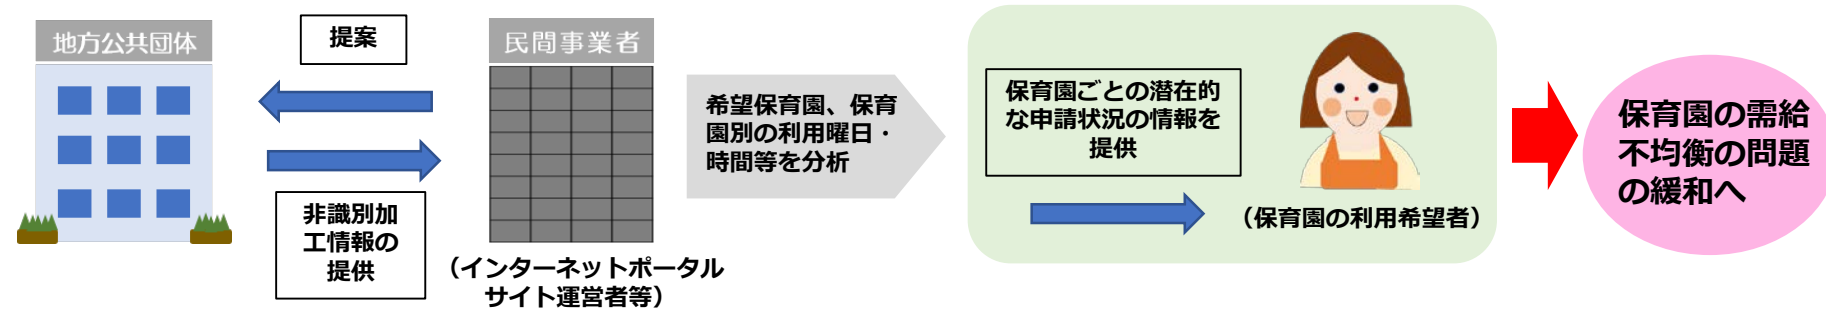 地方公共団体
提案
非識別加
工情報の
提供
民間事業者
（インターネットポータル
サイト運営者等）
希望保育園、保育
園別の利用曜日・
時間等を分析
保育園ごとの潜在的
な申請状況の情報を
提供
（保育園の利用希望者）
保育園の需給
不均衡の問題
の緩和へ